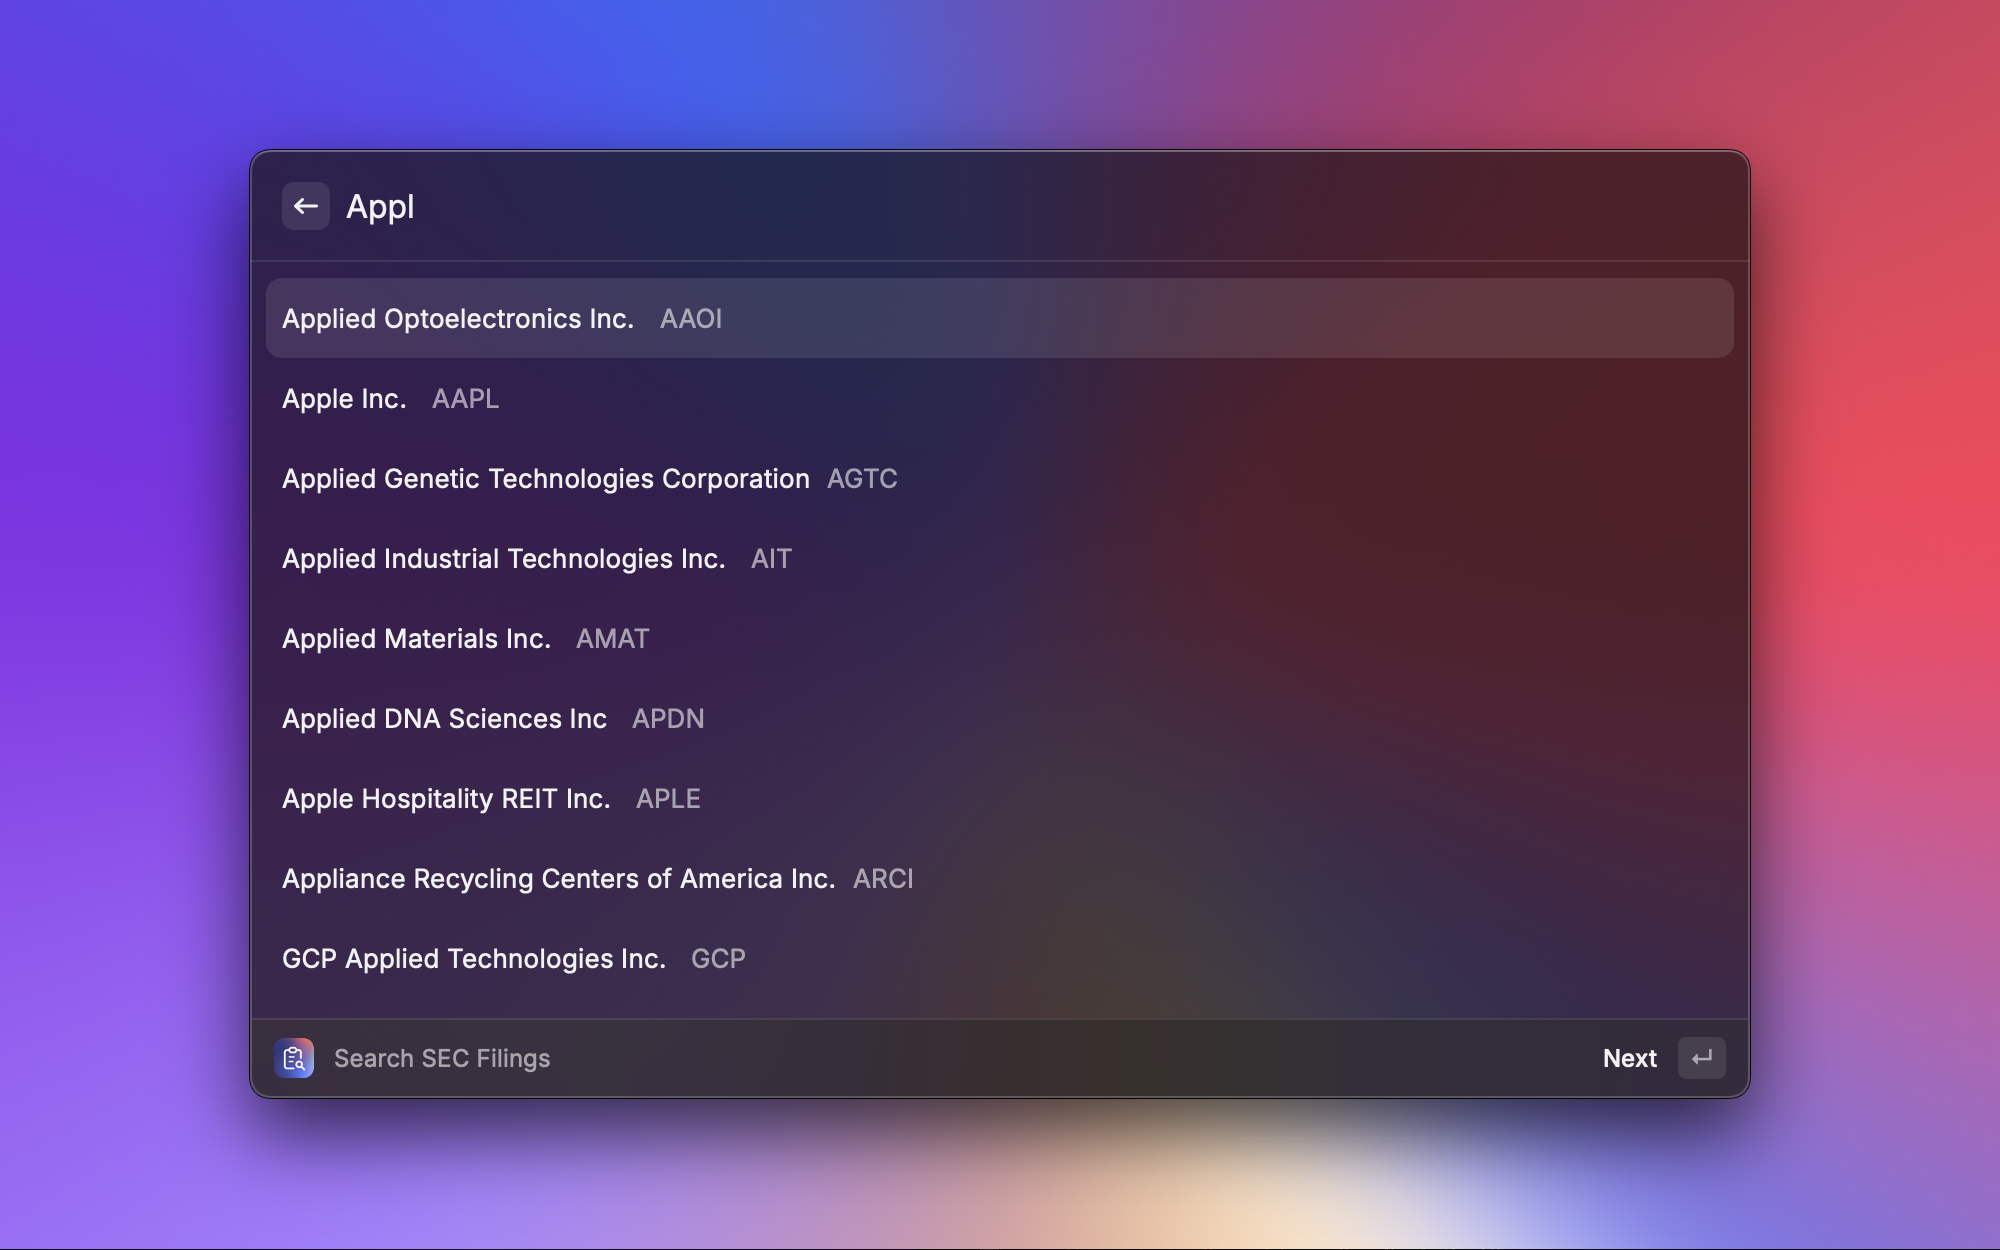 Appl
Applied Optoelectronics Inc. AAOI
Apple Inc. AAPL
Applied Genetic Technologies Corporation AGTC
Applied Industrial Technologies Inc. AIT
Applied Materials Inc. AMAT
Applied DNA Sciences Inc APDN
Apple Hospitality REIT Inc. APLE
Appliance Recycling Centers of America Inc. ARCI
GCP Applied Technologies Inc. GCP
Search SEC Filings Next